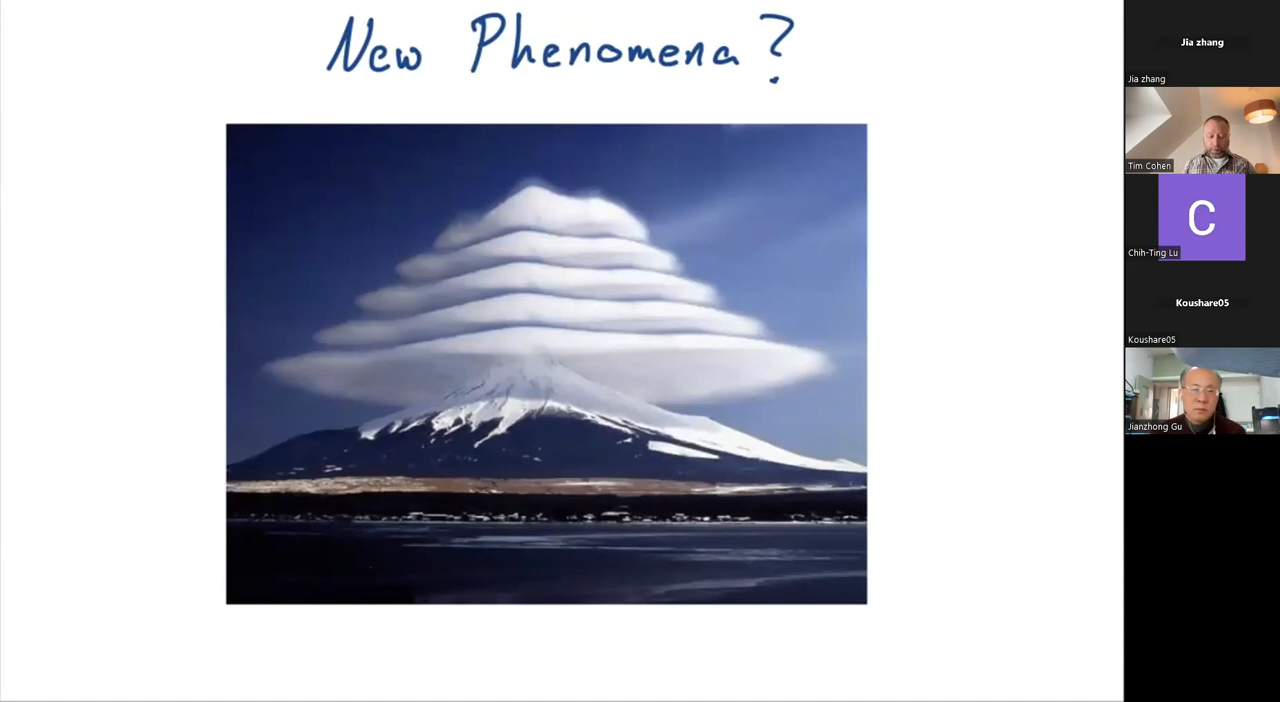 New Phenomena?
Jia zhang
Jia zhang
Tim Cohen
C
Chih-Ting Lu
Koushare05
Koushare05
Jianzhong Gu